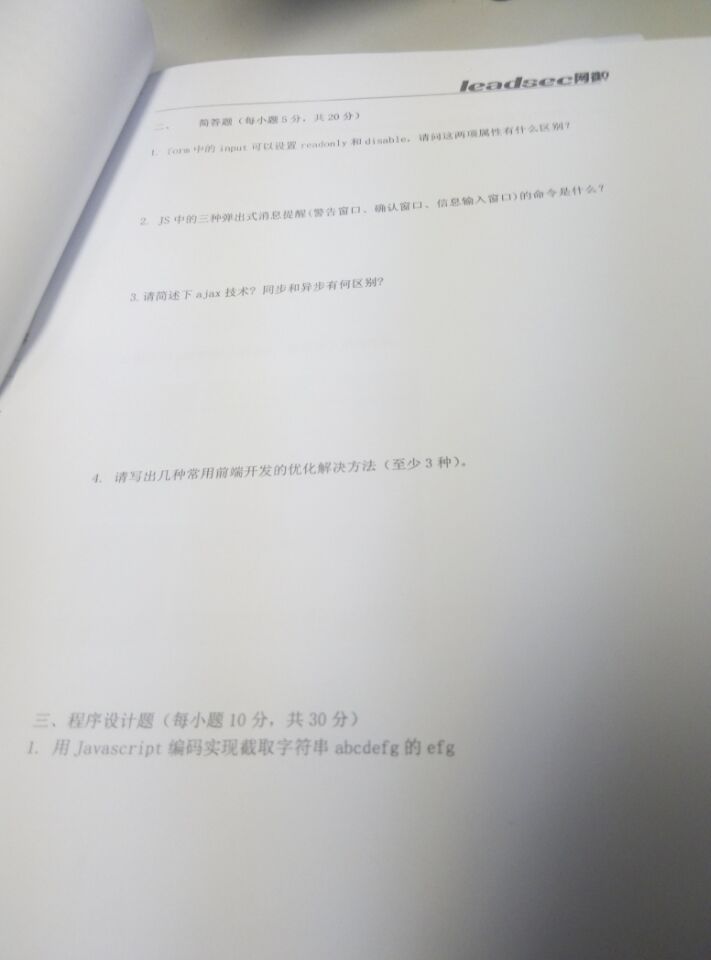 leadsec网御
二、 简答题（每小题5分，共20分）
1. form 中的 input 可以设置 readonly 和 disable，请问这两项属性有什么区别？
2. JS 中的三种弹出式消息提醒（警告窗口、确认窗口、信息输入窗口）的命令是什么？
3. 请简述下 ajax 技术？同步和异步有何区别？
4. 请写出几种常用前端开发的优化解决方法（至少 3 种）。
三、程序设计题（每小题 10 分，共 30 分）
1. 用 Javascript 编码实现截取字符串 abcdefg 的 efg